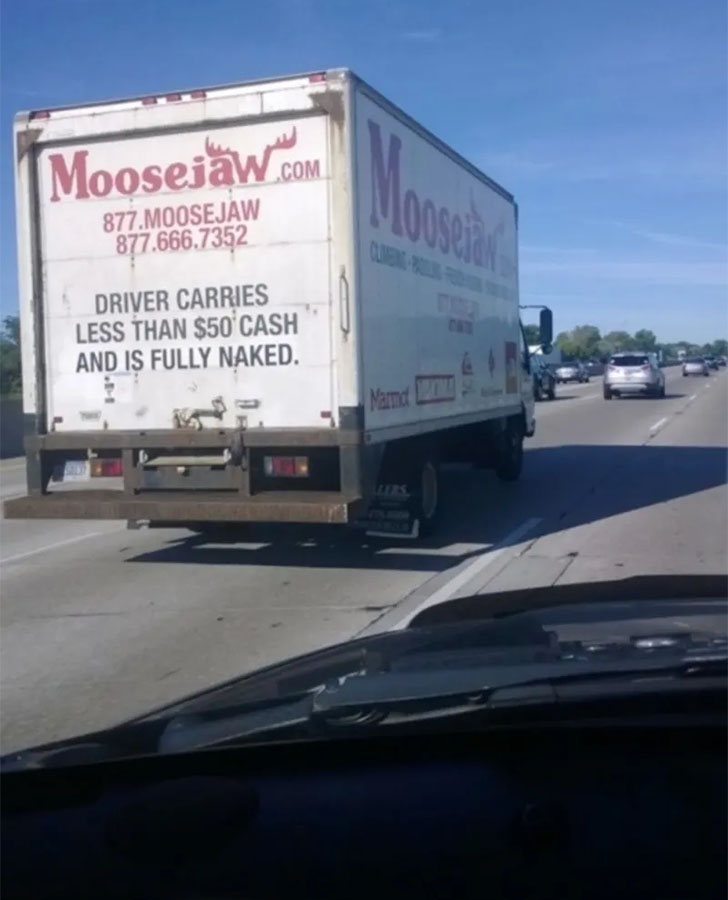 Moosejaw.COM
877.MOOSEJAW
877.666.7352
DRIVER CARRIES
LESS THAN $50 CASH
AND IS FULLY NAKED.
Moosejaw
CLIMBING
Marmot